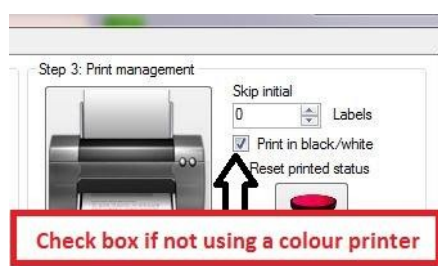 Step 3: Print management
Skip initial
0 Labels
Print in black/white
Reset printed status
Check box if not using a colour printer